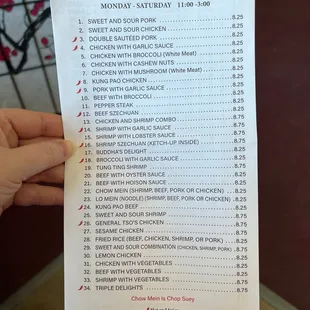 MONDAY - SATURDAY 11:00 - 3:00
1. SWEET AND SOUR PORK 8.25
2. SWEET AND SOUR CHICKEN 8.25
3. DOUBLE SAUTÉED PORK 8.25
4. CHICKEN WITH GARLIC SAUCE 8.25
5. CHICKEN WITH BROCCOLI (White Meat) 8.25
6. CHICKEN WITH CASHEW NUTS 8.25
7. CHICKEN WITH MUSHROOM (White Meat) 8.25
8. KUNG PAO CHICKEN 8.25
9. PORK WITH GARLIC SAUCE 8.25
10. BEEF WITH BROCCOLI 8.25
11. PEPPER STEAK 8.25
12. BEEF SZECHUAN 8.25
13. CHICKEN AND SHRIMP COMBO 8.75
14. SHRIMP WITH GARLIC SAUCE 8.75
15. SHRIMP WITH LOBSTER SAUCE 8.75
16. SHRIMP SZECHUAN (KETCH-UP INSIDE) 8.75
17. BUDDHA'S DELIGHT 8.25
18. BROCCOLI WITH GARLIC SAUCE 8.25
19. TUNG TING SHRIMP 8.75
20. BEEF WITH OYSTER SAUCE 8.25
21. BEEF WITH HOISON SAUCE 8.25
22. CHOW MEIN (SHRIMP, BEEF, PORK OR CHICKEN) 8.25
23. LO MEIN (NOODLE) (SHRIMP, BEEF, PORK OR CHICKEN) 8.25
24. KUNG PAO BEEF 8.25
25. SWEET AND SOUR SHRIMP 8.75
26. GENERAL TSO'S CHICKEN 8.25
27. SESAME CHICKEN 8.25
28. FRIED RICE (BEEF, CHICKEN, SHRIMP, OR PORK) 8.25
29. SWEET AND SOUR COMBINATION (CHICKEN, SHRIMP, PORK) 8.75
30. LEMON CHICKEN 8.25
31. CHICKEN WITH VEGETABLES 8.25
32. BEEF WITH VEGETABLES 8.25
33. SHRIMP WITH VEGETABLES 8.75
34. TRIPLE DELIGHTS 8.75
Chow Mein is Chop Suey